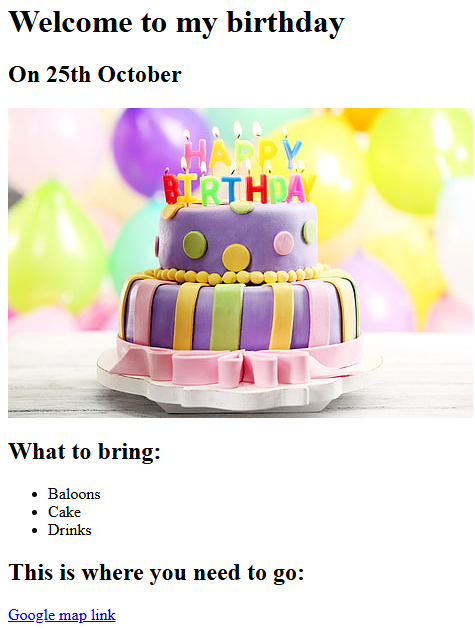 Welcome to my birthday
On 25th October
HAPPY
BIRTHDAY
What to bring:
Baloons
Cake
Drinks
This is where you need to go:
Google map link